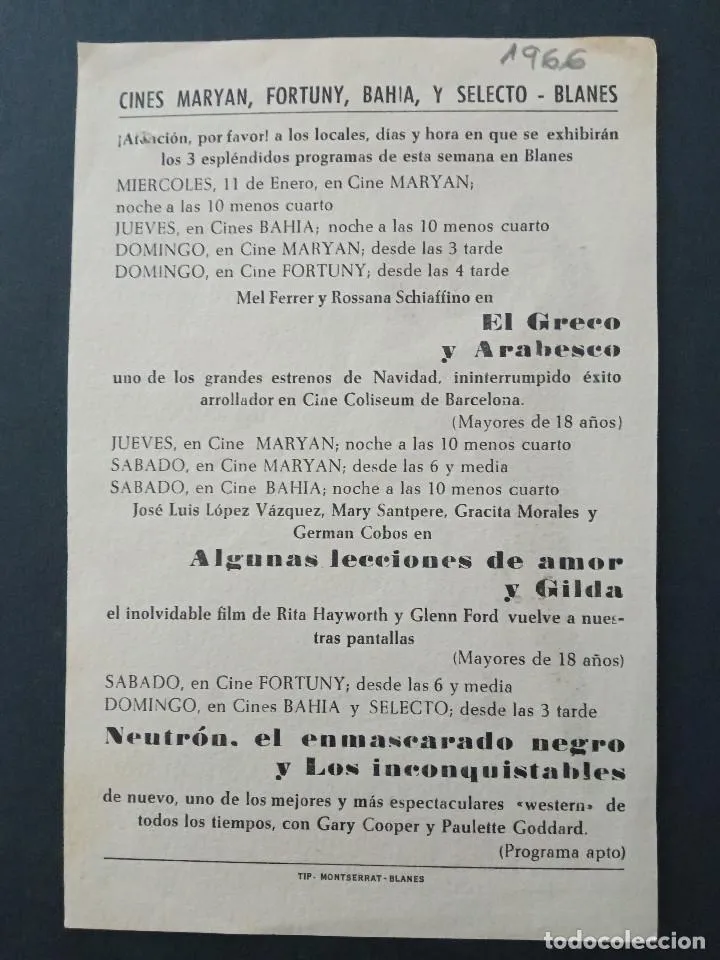 1966
CINES MARYAN, FORTUNY, BAHIA, Y SELECTO - BLANES
¡Atención, por favor! a los locales, días y hora en que se exhibirán
los 3 espléndidos programas de esta semana en Blanes
MIERCOLES, 11 de Enero, en Cine MARYAN;
noche a las 10 menos cuarto
JUEVES, en Cines BAHIA; noche a las 10 menos cuarto
DOMINGO, en Cine MARYAN; desde las 3 tarde
DOMINGO, en Cine FORTUNY; desde las 4 tarde
Mel Ferrer y Rossana Schiaffino en
El Greco
y Arabesco
uno de los grandes estrenos de Navidad, ininterrumpido éxito
arrollador en Cine Coliseum de Barcelona.
(Mayores de 18 años)
JUEVES, en Cine MARYAN; noche a las 10 menos cuarto
SABADO, en Cine MARYAN; desde las 6 y media
SABADO, en Cine BAHIA; noche a las 10 menos cuarto
José Luis López Vázquez, Mary Santpere, Gracita Morales y
German Cobos en
Algunas lecciones de amor
y Gilda
el inolvidable film de Rita Hayworth y Glenn Ford vuelve a nues-
tras pantallas
(Mayores de 18 años)
SABADO, en Cine FORTUNY; desde las 6 y media
DOMINGO, en Cines BAHIA y SELECTO; desde las 3 tarde
Neutrón, el enmascarado negro
y Los inconquistables
de nuevo, uno de los mejores y más espectaculares «western» de
todos los tiempos, con Gary Cooper y Paulette Goddard.
(Programa apto)
TIP- MONTSERRAT-BLANES
todocoleccion